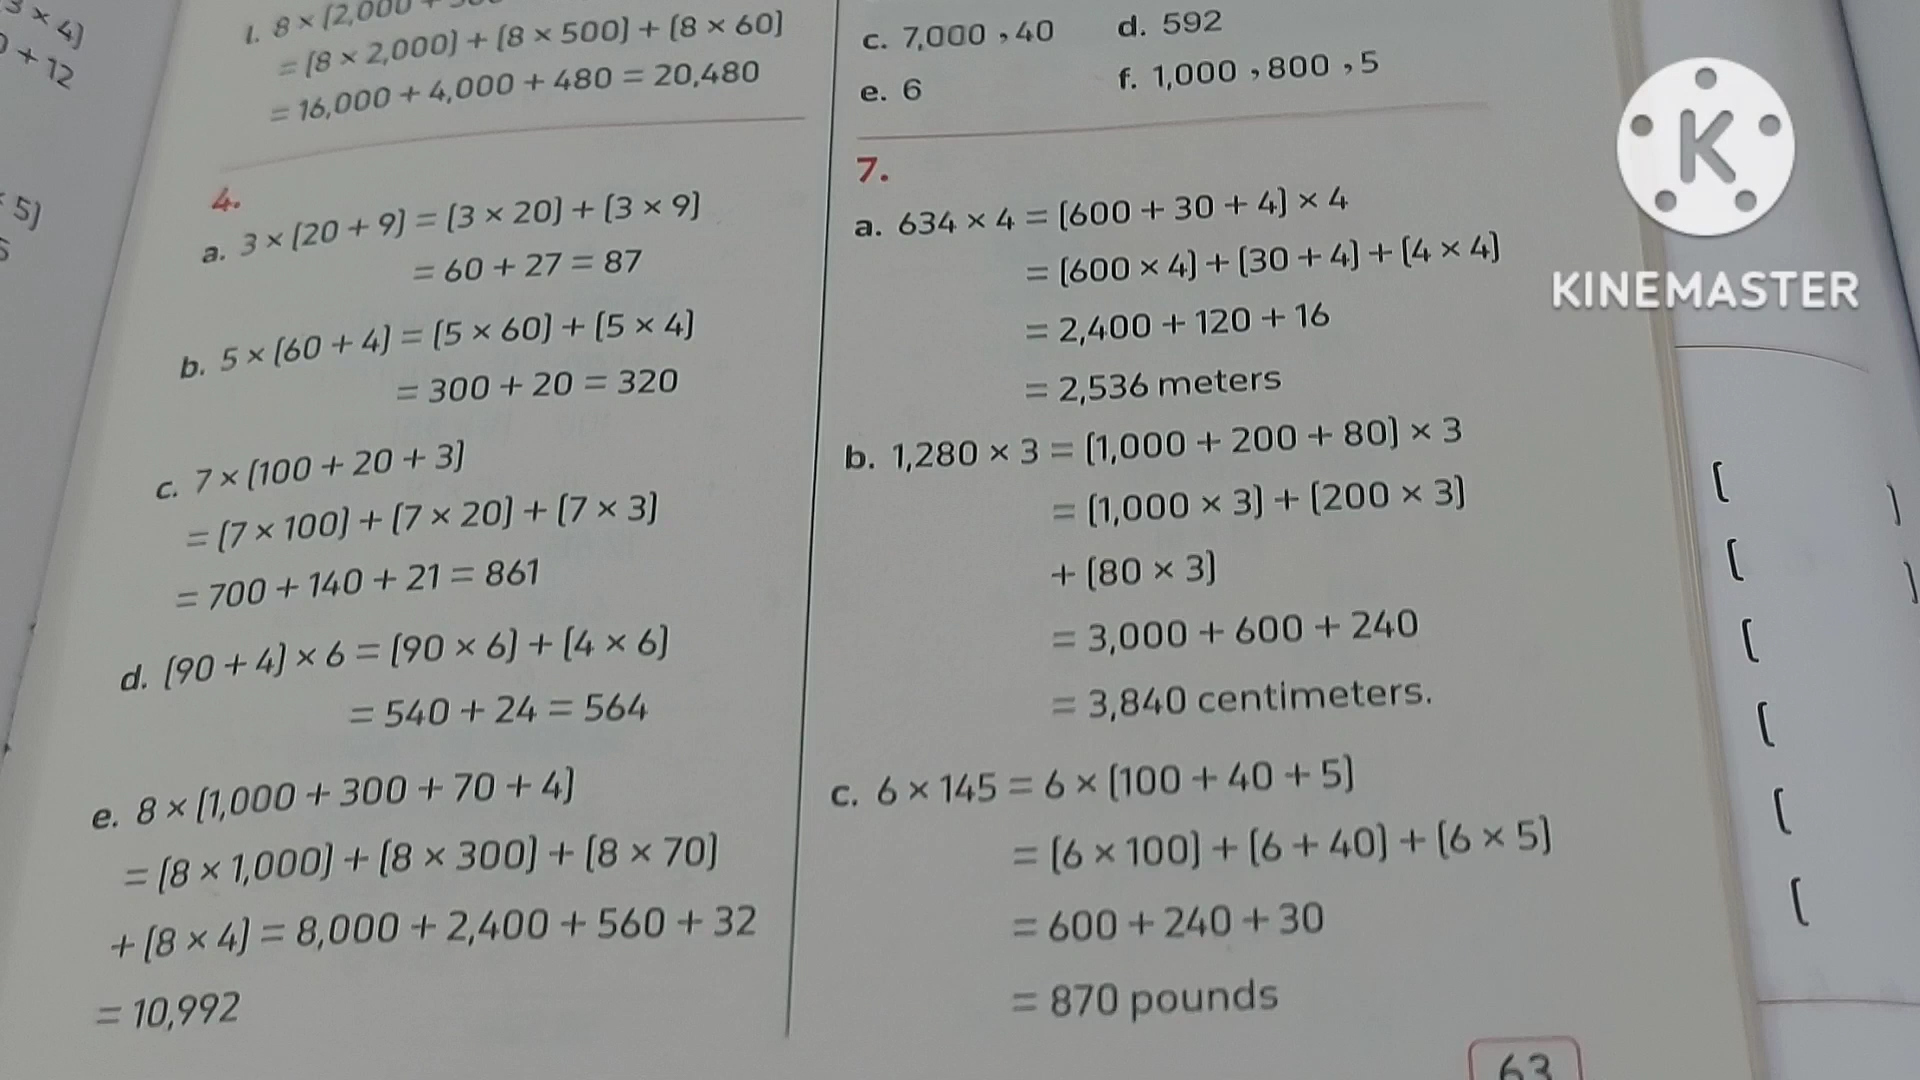 3 × 4)
+ 12
5)
l. 8 × (2,000 +
= (8 × 2,000) + (8 × 500) + (8 × 60)
= 16,000 + 4,000 + 480 = 20,480
4.
a. 3 × (20 + 9) = (3 × 20) + (3 × 9)
= 60 + 27 = 87
b. 5 × (60 + 4) = (5 × 60) + (5 × 4)
= 300 + 20 = 320
c. 7 × (100 + 20 + 3)
= (7 × 100) + (7 × 20) + (7 × 3)
= 700 + 140 + 21 = 861
d. (90 + 4) × 6 = (90 × 6) + (4 × 6)
= 540 + 24 = 564
e. 8 × (1,000 + 300 + 70 + 4)
= (8 × 1,000) + (8 × 300) + (8 × 70)
+ (8 × 4) = 8,000 + 2,400 + 560 + 32
= 10,992
c. 7,000 , 40 d. 592
e. 6 f. 1,000 , 800 , 5
7.
a. 634 × 4 = (600 + 30 + 4) × 4
= (600 × 4) + (30 + 4) + (4 × 4)
= 2,400 + 120 + 16
= 2,536 meters
b. 1,280 × 3 = (1,000 + 200 + 80) × 3
= (1,000 × 3) + (200 × 3)
+ (80 × 3)
= 3,000 + 600 + 240
= 3,840 centimeters.
c. 6 × 145 = 6 × (100 + 40 + 5)
= (6 × 100) + (6 + 40) + (6 × 5)
= 600 + 240 + 30
= 870 pounds
63
K
KINEMASTER
( )
( )
(
(
(
(